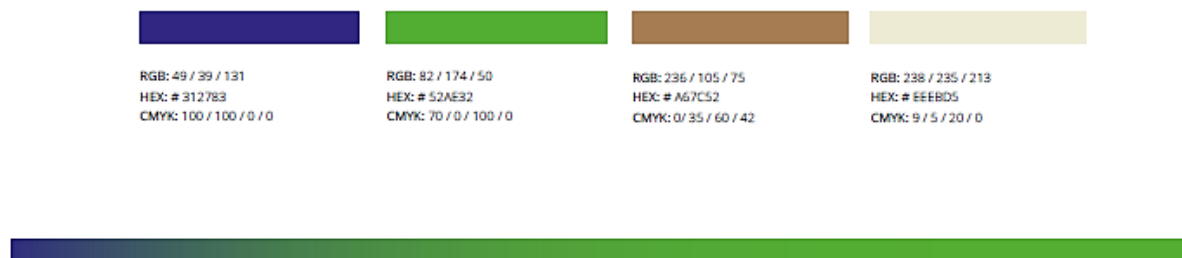 RGB: 49 / 39 / 131
HEX: # 312783
CMYK: 100 / 100 / 0 / 0
RGB: 82 / 174 / 50
HEX: # 52AE32
CMYK: 70 / 0 / 100 / 0
RGB: 236 / 105 / 75
HEX: # A67C52
CMYK: 0/ 35 / 60 / 42
RGB: 238 / 235 / 213
HEX: # EEEBD5
CMYK: 9 / 5 / 20 / 0